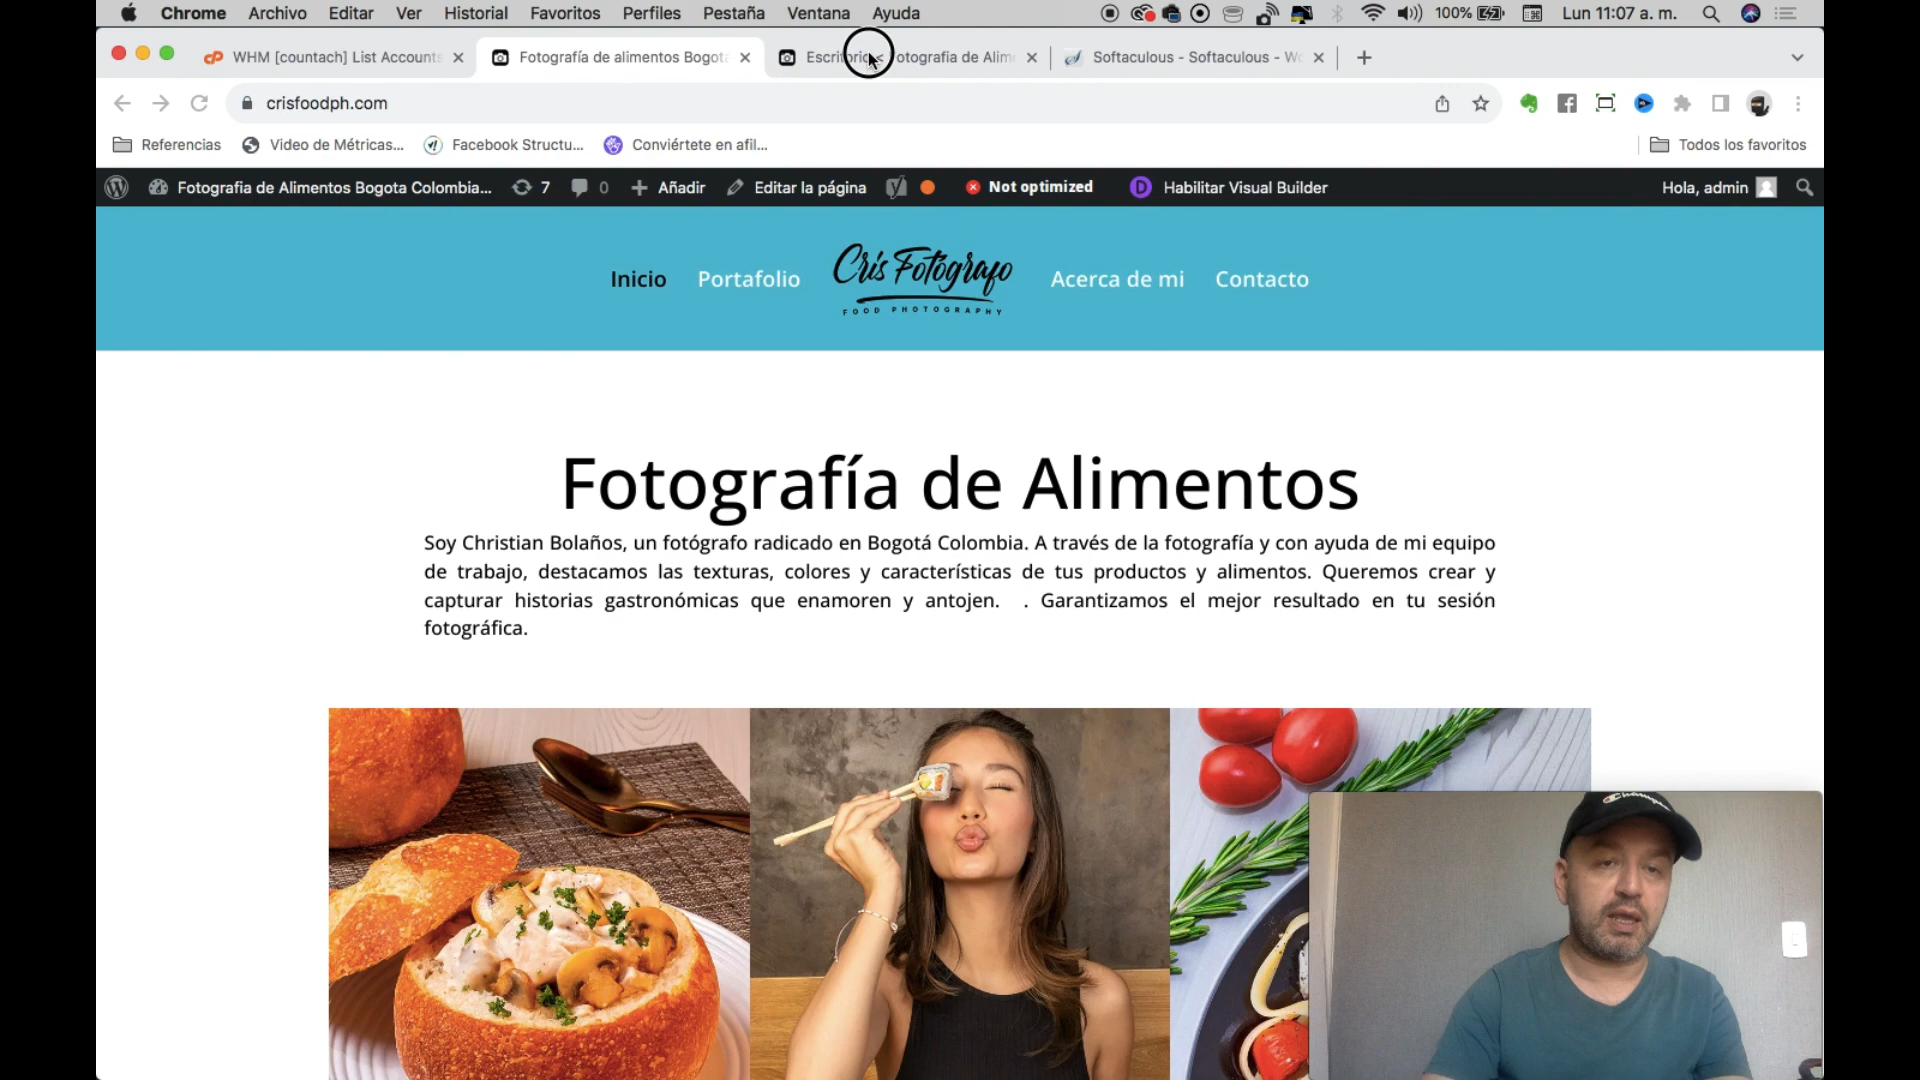 Chrome Archivo Editar Ver Historial Favoritos Perfiles Pestaña Ventana Ayuda 100% Lun 11:07 a. m.
WHM [countach] List Accounts Fotografía de alimentos Bogot Escritorio < Fotografia de Alim Softaculous - Softaculous - Wo
crisfoodph.com
Referencias Video de Métricas... Facebook Structu... Conviértete en afil... Todos los favoritos
Fotografia de Alimentos Bogota Colombia... 7 0 Añadir Editar la página Not optimized D Habilitar Visual Builder Hola, admin
Inicio Portafolio Cris Fotógrafo Acerca de mi Contacto
FOOD PHOTOGRAPHY
Fotografía de Alimentos
Soy Christian Bolaños, un fotógrafo radicado en Bogotá Colombia. A través de la fotografía y con ayuda de mi equipo
de trabajo, destacamos las texturas, colores y características de tus productos y alimentos. Queremos crear y
capturar historias gastronómicas que enamoren y antojen. . Garantizamos el mejor resultado en tu sesión
fotográfica.
Champion